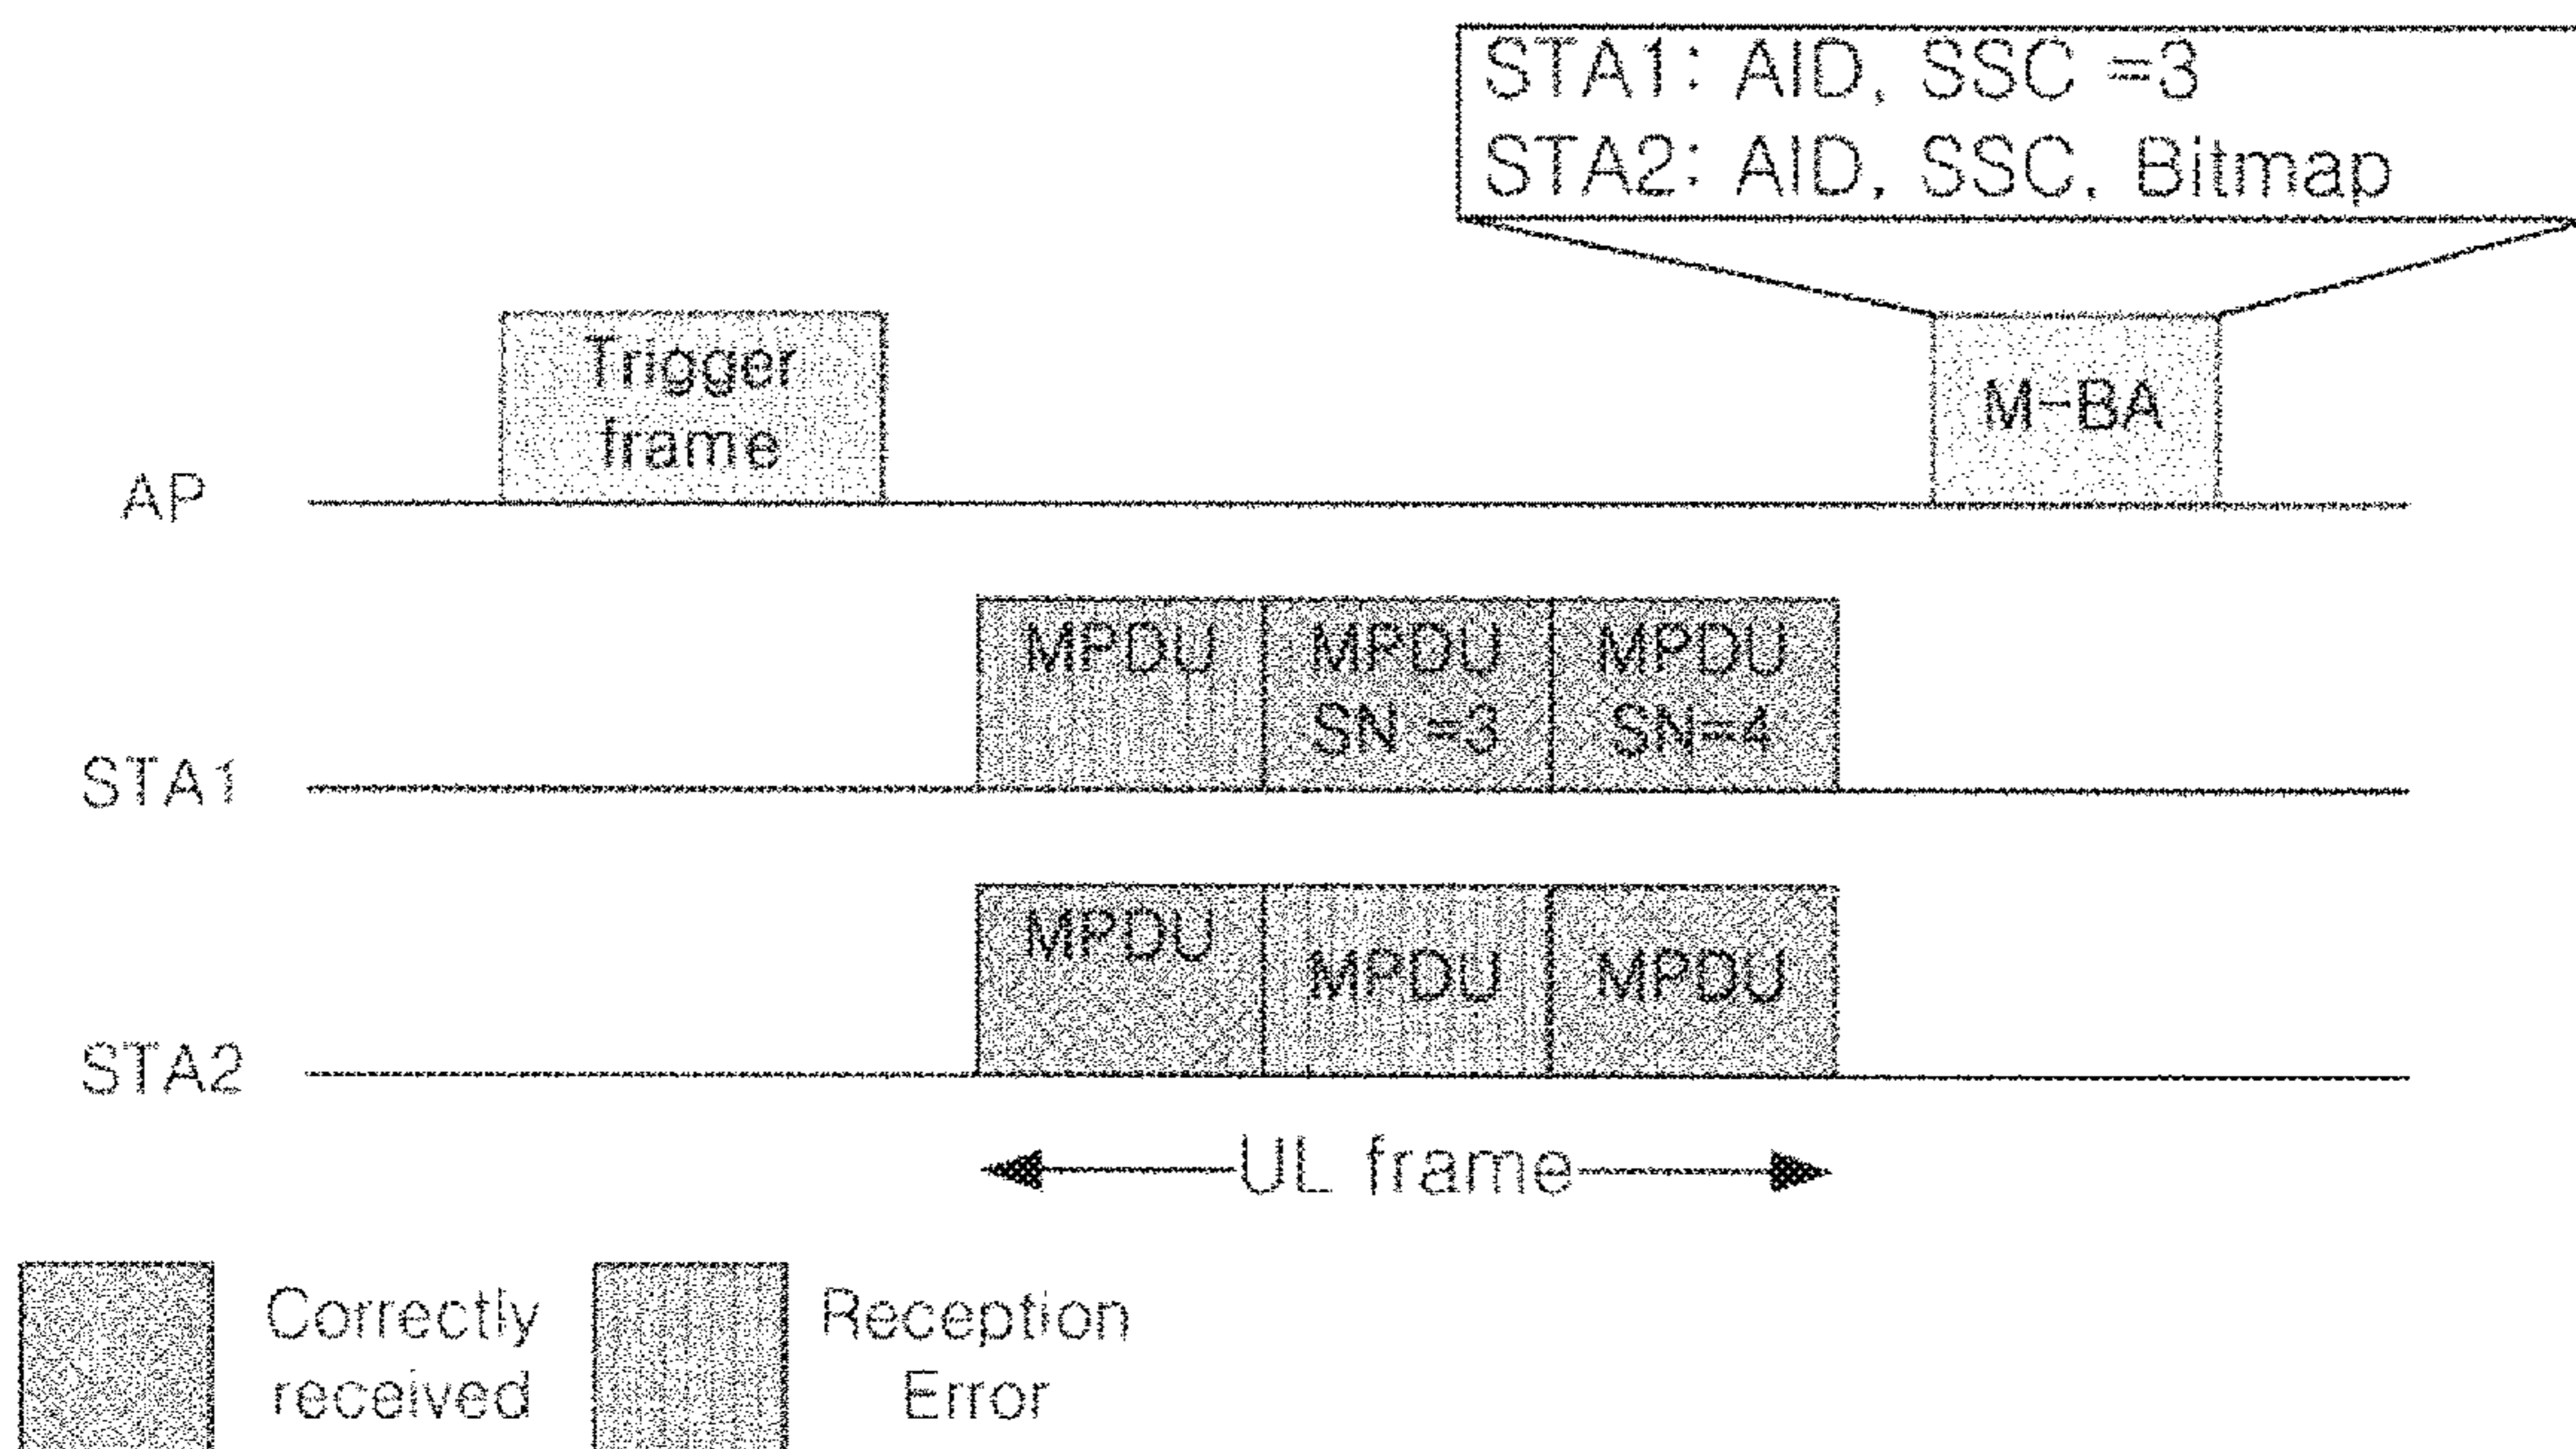 STA1: AID, SSC =3
STA2: AID, SSC, Bitmap
Trigger
frame
M-BA
AP
MPDU
MPDU
SN =3
MPDU
SN=4
STA1
MPDU
MPDU
MPDU
STA2
UL frame
Correctly
received
Reception
Error